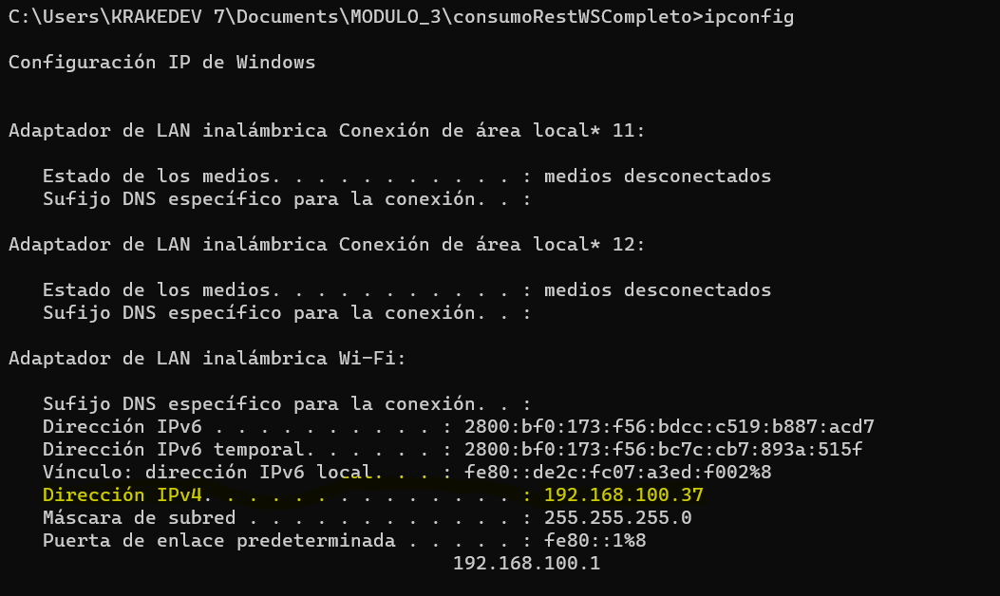 C:\Users\KRAKEDEV 7\Documents\MODULO_3\consumoRestWSCompleto>ipconfig
Configuración IP de Windows
Adaptador de LAN inalámbrica Conexión de área local* 11:
Estado de los medios. . . . . . . . . . . : medios desconectados
Sufijo DNS específico para la conexión. . :
Adaptador de LAN inalámbrica Conexión de área local* 12:
Estado de los medios. . . . . . . . . . . : medios desconectados
Sufijo DNS específico para la conexión. . :
Adaptador de LAN inalámbrica Wi-Fi:
Sufijo DNS específico para la conexión. . :
Dirección IPv6 . . . . . . . . . . : 2800:bf0:173:f56:bdcc:c519:b887:acd7
Dirección IPv6 temporal. . . . . . : 2800:bf0:173:f56:bc7c:cb7:893a:515f
Vínculo: dirección IPv6 local. . . : fe80::de2c:fc07:a3ed:f002%8
Dirección IPv4. . . . . . . . . . . . . . : 192.168.100.37
Máscara de subred . . . . . . . . . . . . : 255.255.255.0
Puerta de enlace predeterminada . . . . . : fe80::1%8
192.168.100.1